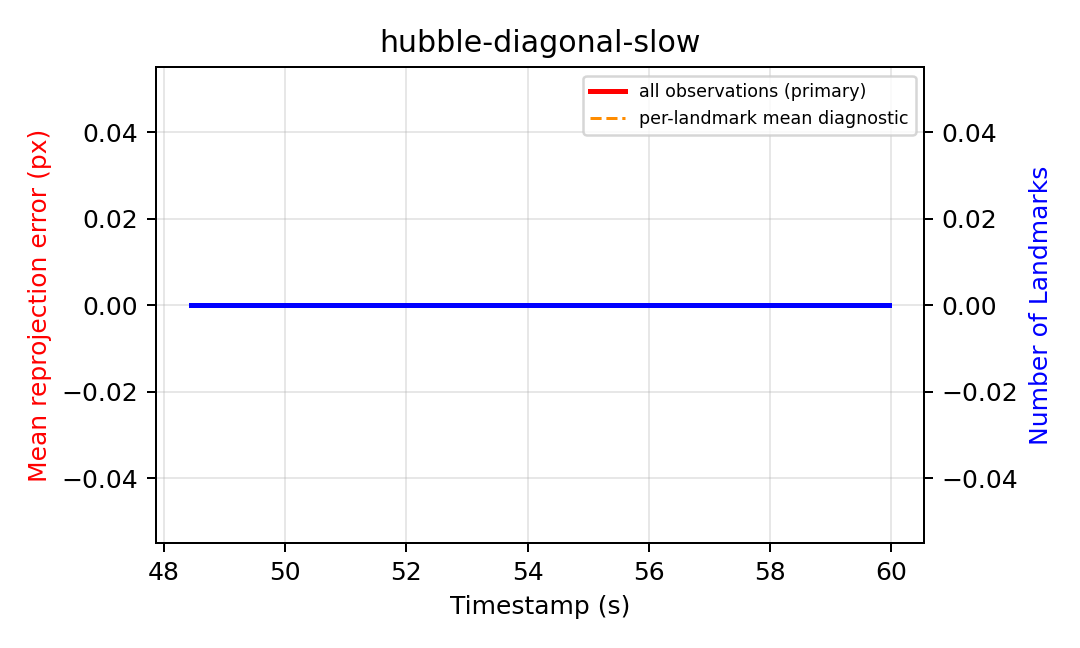 hubble-diagonal-slow
all observations (primary)
per-landmark mean diagnostic
Mean reprojection error (px)
0.04
0.02
0.00
−0.02
−0.04
0.04
0.02
0.00
−0.02
−0.04
Number of Landmarks
48 50 52 54 56 58 60
Timestamp (s)